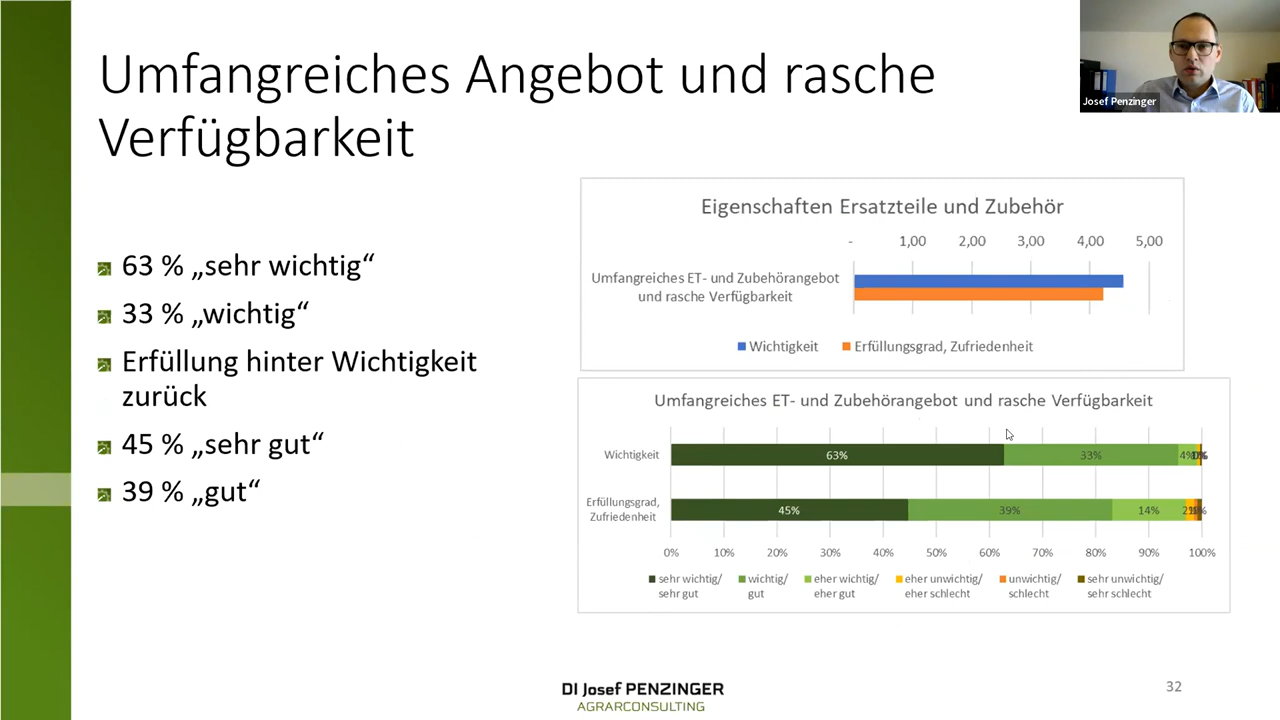 Umfangreiches Angebot und rasche
Verfügbarkeit
Josef Penzinger
63 % „sehr wichtig“
33 % „wichtig“
Erfüllung hinter Wichtigkeit
zurück
45 % „sehr gut“
39 % „gut“
Eigenschaften Ersatzteile und Zubehör
- 1,00 2,00 3,00 4,00 5,00
Umfangreiches ET- und Zubehörangebot
und rasche Verfügbarkeit
Wichtigkeit Erfüllungsgrad, Zufriedenheit
Umfangreiches ET- und Zubehörangebot und rasche Verfügbarkeit
Wichtigkeit 63% 33% 4%
Erfüllungsgrad,
Zufriedenheit
45% 39% 14%
0% 10% 20% 30% 40% 50% 60% 70% 80% 90% 100%
sehr wichtig/ wichtig/ eher wichtig/ eher unwichtig/ unwichtig/ sehr unwichtig/
sehr gut gut eher gut eher schlecht schlecht sehr schlecht
DI Josef PENZINGER
AGRARCONSULTING
32